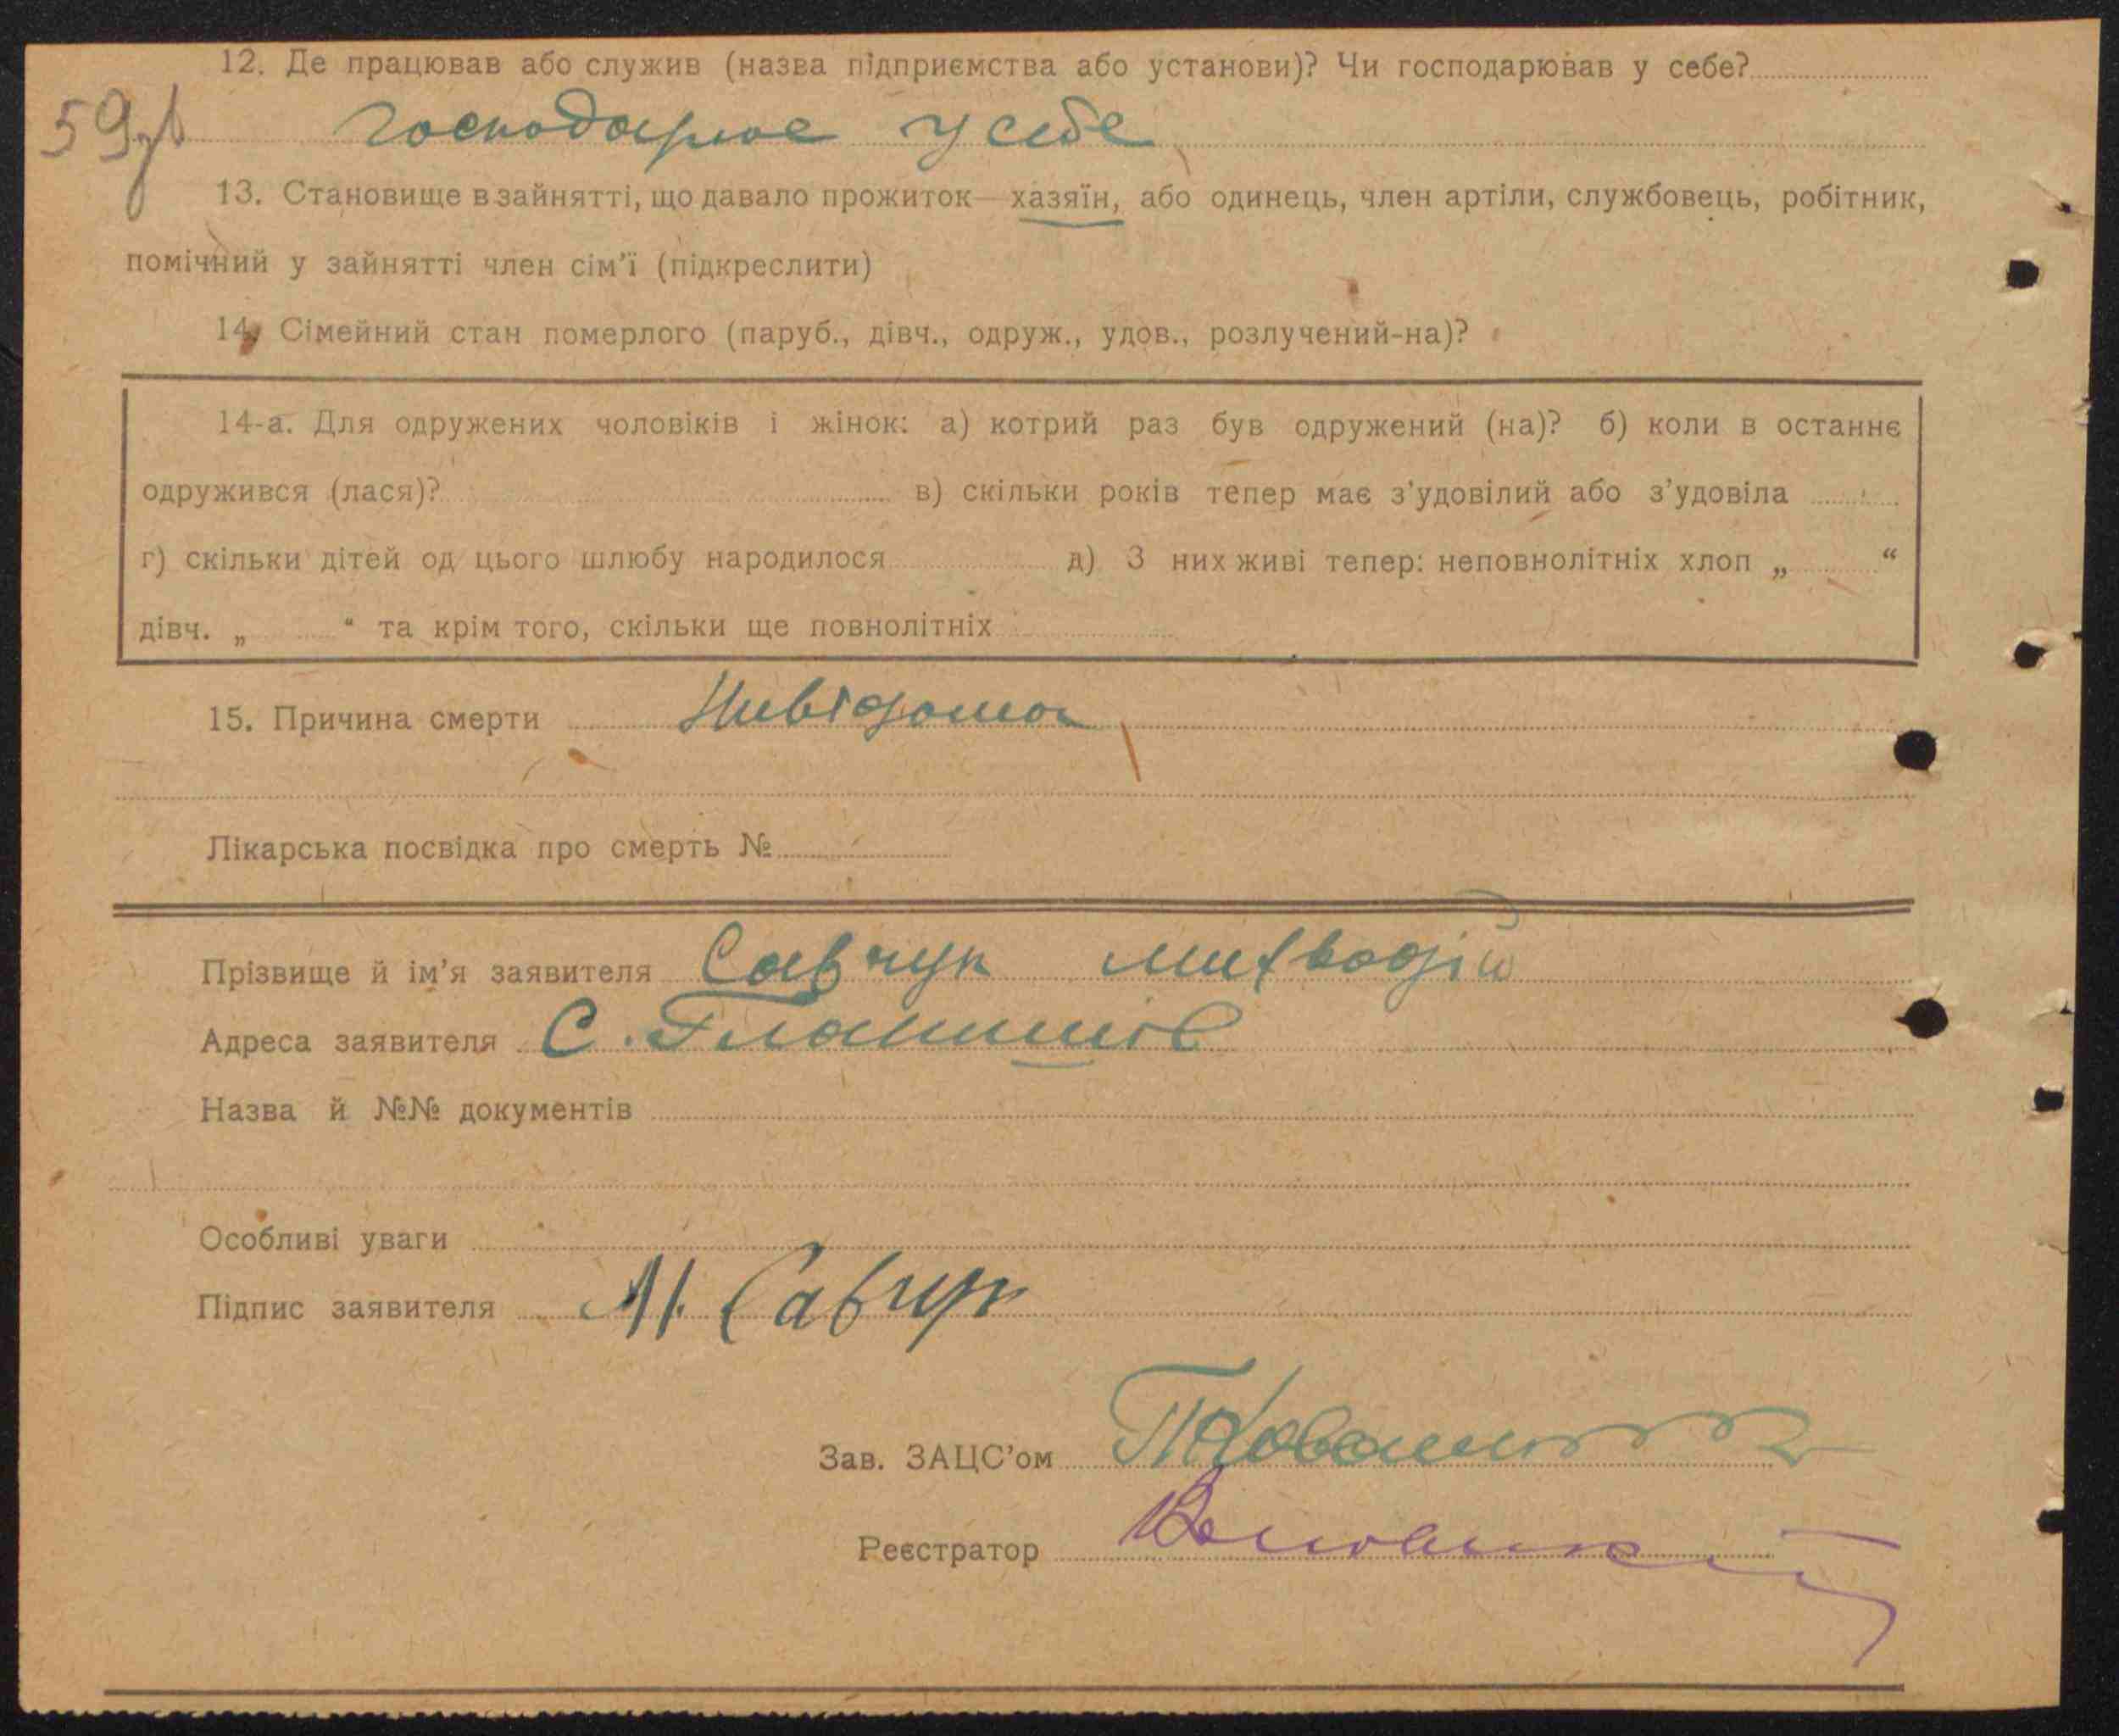 12. Де працював або служив (назва підприємства або установи)? Чи господарював у себе?
59
господарює у себе
13. Становище в зайнятті, що давало прожиток—хазяїн, або одинець, член артіли, службовець, робітник,
помічний у зайнятті член сім'ї (підкреслити)
14. Сімейний стан померлого (паруб., дівч., одруж., удов., розлучений-на)?
14-а. Для одружених чоловіків і жінок: а) котрий раз був одружений (на)? б) коли в останнє
одружився (лася)? в) скільки років тепер має з'удовілий або з'удовіла
г) скільки дітей од цього шлюбу народилося д) З них живі тепер: неповнолітніх хлоп „ “
дівч. „ “ та крім того, скільки ще повнолітніх
15. Причина смерти Нивідома
Лікарська посвідка про смерть №
Прізвище й ім'я заявителя Савчук
Адреса заявителя С.
Назва й №№ документів
Особливі уваги
Підпис заявителя М. Савчук
Зав. ЗАЦС'ом
Реєстратор